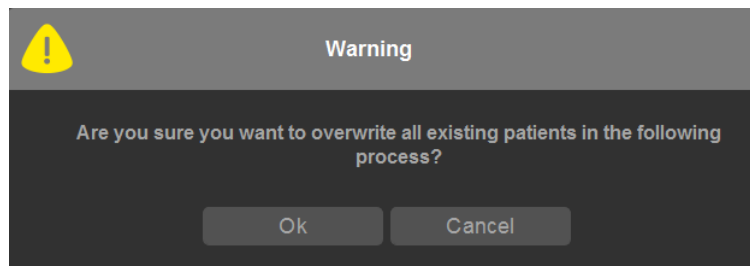 Warning
Are you sure you want to overwrite all existing patients in the following
process?
Ok
Cancel